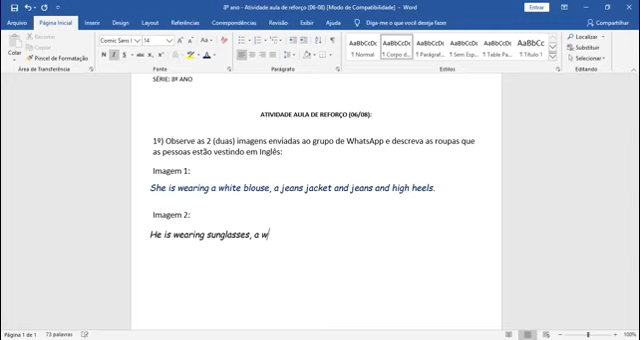 8º ano - Atividade aula de reforço (06-08) [Modo de Compatibilidade] - Word
Entrar
Arquivo Página Inicial Inserir Design Layout Referências Correspondências Revisão Exibir Ajuda Diga-me o que você deseja fazer Compartilhar
Colar
Recortar
Copiar
Pincel de Formatação
Área de Transferência
Comic Sans 14
Fonte
Parágrafo
AaBbCcDc AaBbCcDc AaBbCcDc AaBbCcDc AaBbCcDc AaBbCc
1 Normal 1 Corpo d... 1 Parágraf... 1 Sem Esp... 1 Table Pa... Título 1
Estilos
Localizar
Substituir
Selecionar
Edição
SÉRIE: 8º ANO
ATIVIDADE AULA DE REFORÇO (06/08):
1º) Observe as 2 (duas) imagens enviadas ao grupo de WhatsApp e descreva as roupas que
as pessoas estão vestindo em Inglês:
Imagem 1:
She is wearing a white blouse, a jeans jacket and jeans and high heels.
Imagem 2:
He is wearing sunglasses, a w
Página 1 de 1 73 palavras
100%